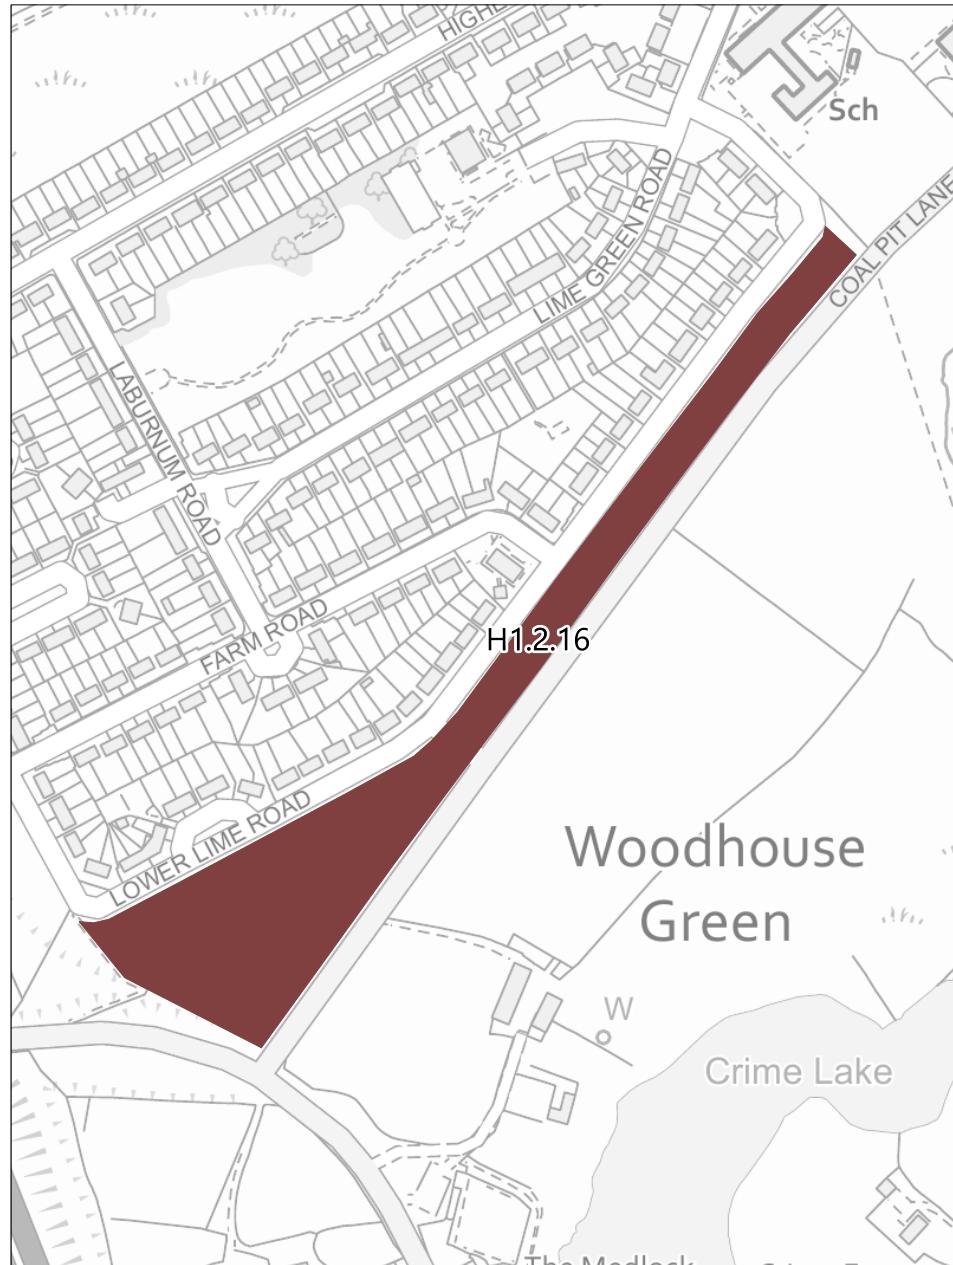 Sch
COAL PIT LANE
LIME GREEN ROAD
LABURNUM ROAD
FARM ROAD
H1.2.16
LOWER LIME ROAD
Woodhouse
Green
W
Crime Lake
The Medlock